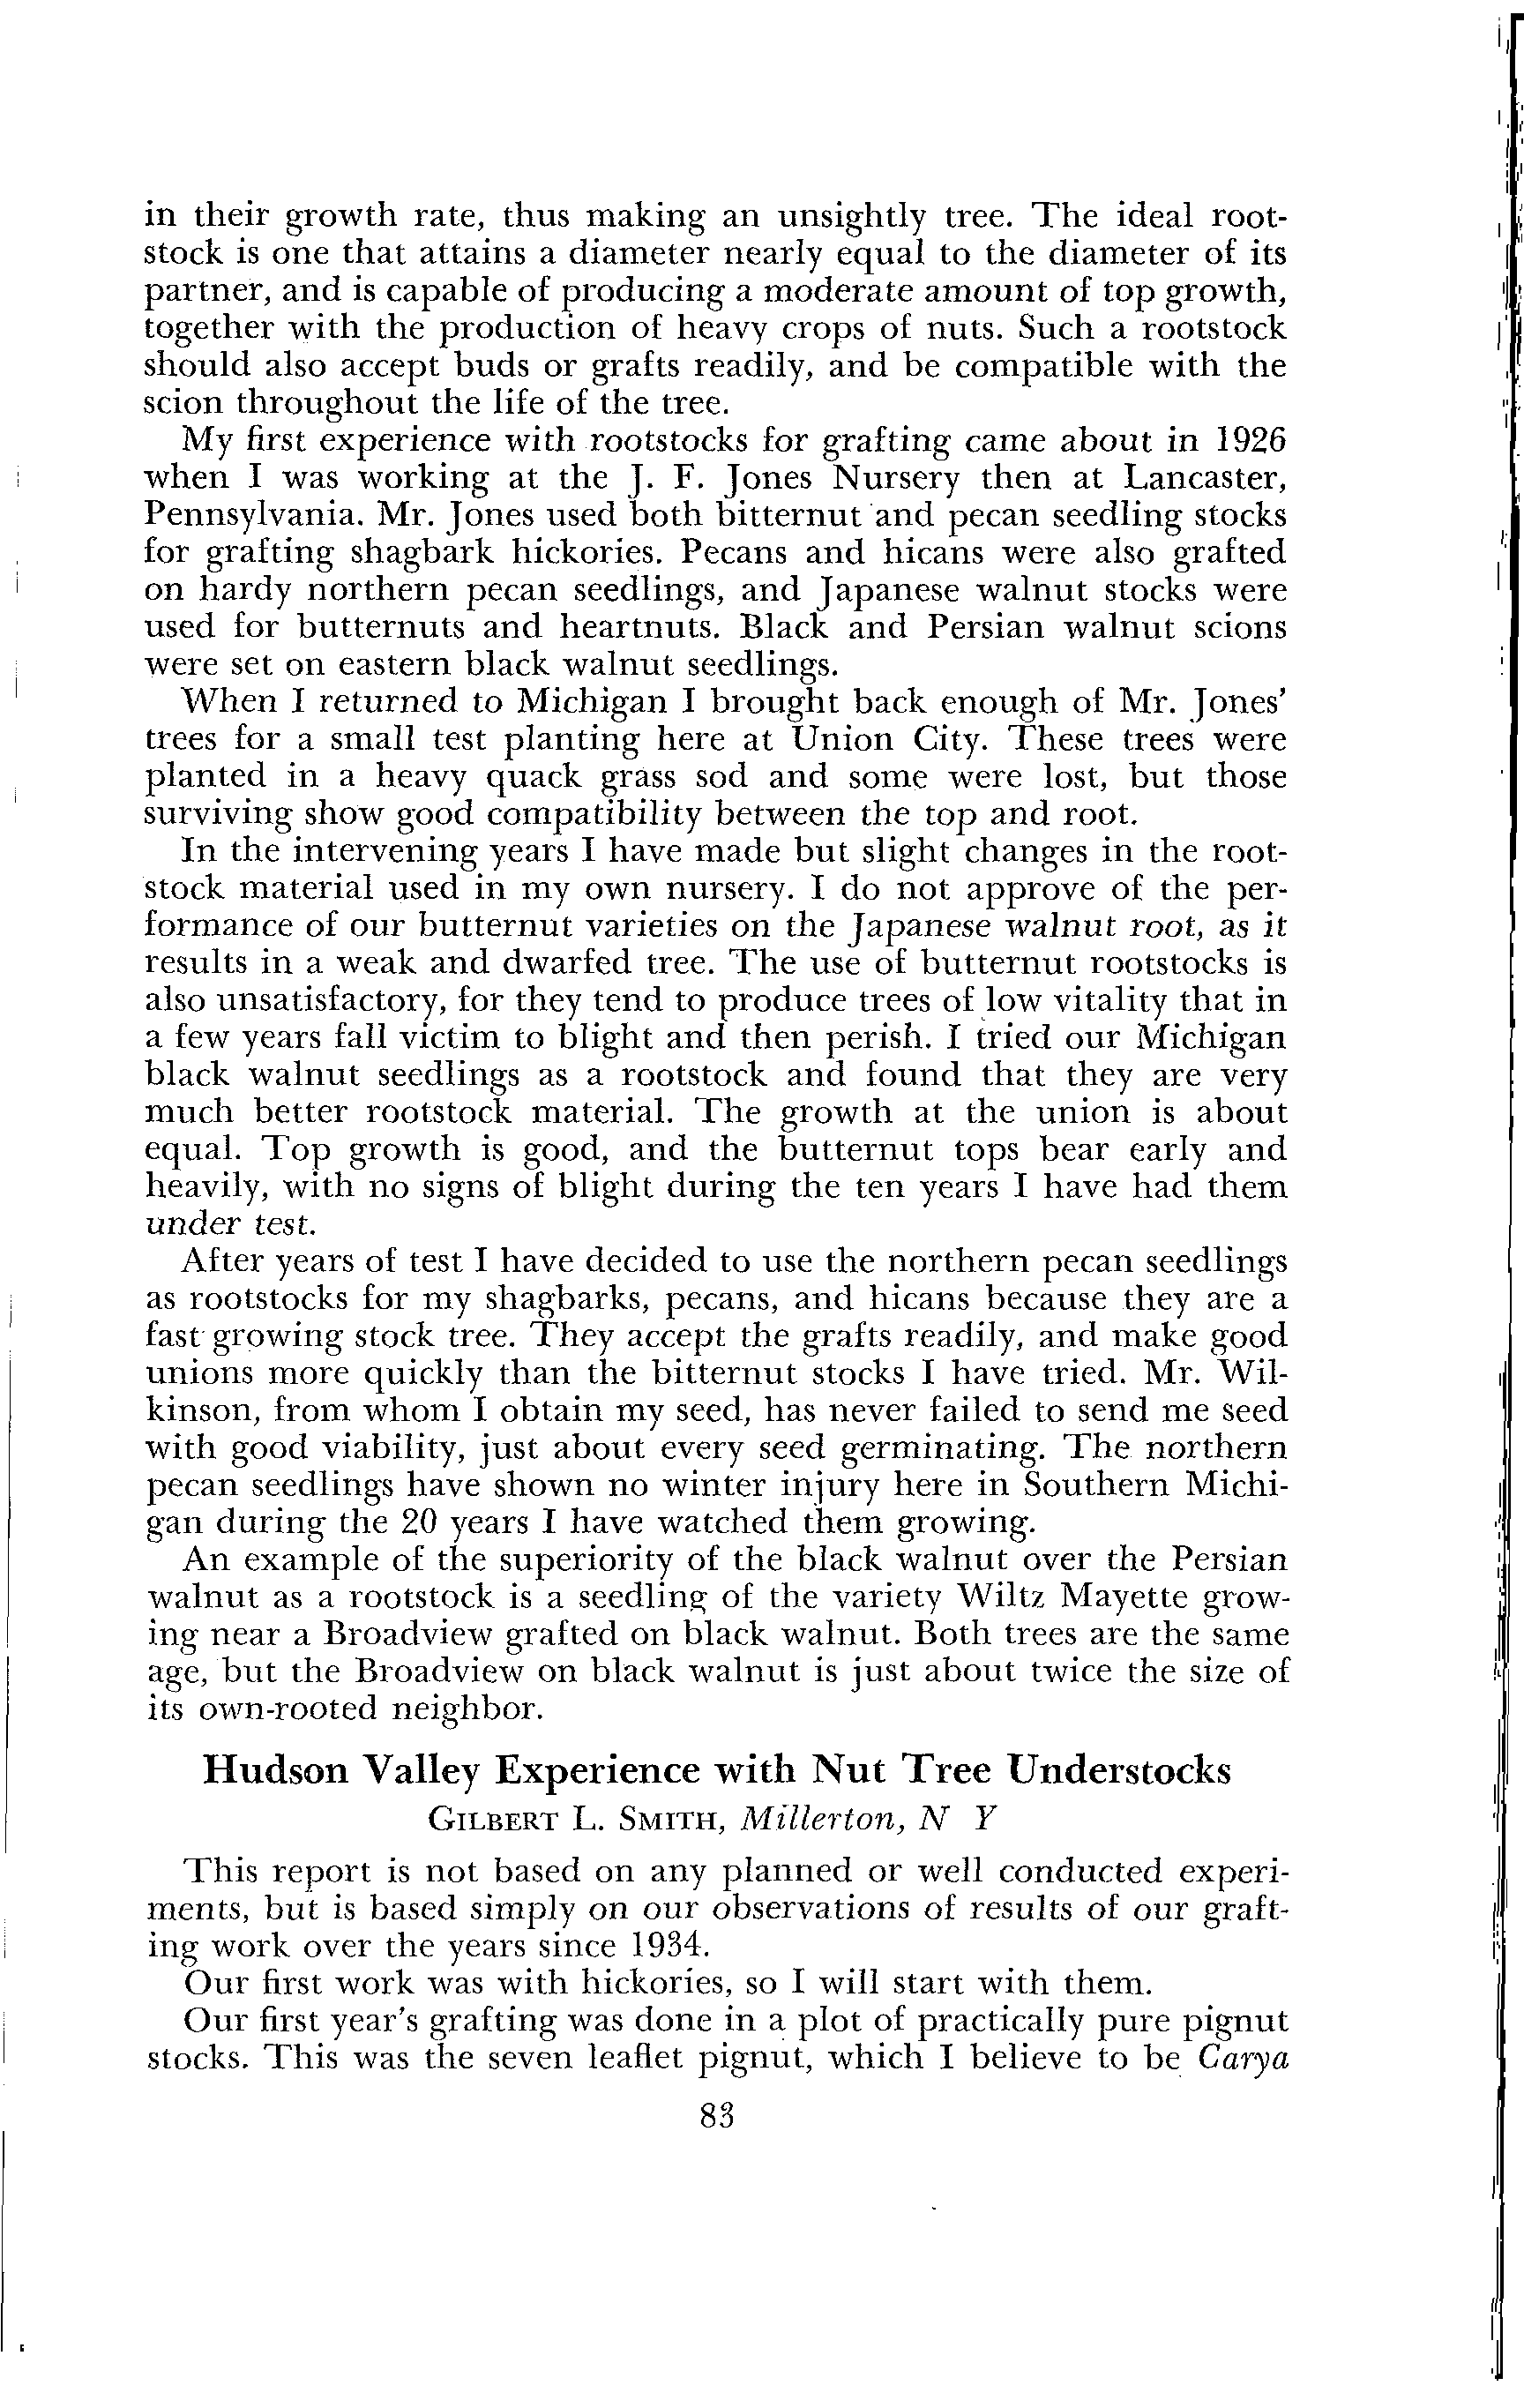 in their growth rate, thus making an unsightly tree. The ideal root-
stock is one that attains a diameter nearly equal to the diameter of its
partner, and is capable of producing a moderate amount of top growth,
together with the production of heavy crops of nuts. Such a rootstock
should also accept buds or grafts readily, and be compatible with the
scion throughout the life of the tree.
My first experience with rootstocks for grafting came about in 1926
when I was working at the J. F. Jones Nursery then at Lancaster,
Pennsylvania. Mr. Jones used both bitternut and pecan seedling stocks
for grafting shagbark hickories. Pecans and hicans were also grafted
on hardy northern pecan seedlings, and Japanese walnut stocks were
used for butternuts and heartnuts. Black and Persian walnut scions
were set on eastern black walnut seedlings.
When I returned to Michigan I brought back enough of Mr. Jones'
trees for a small test planting here at Union City. These trees were
planted in a heavy quack grass sod and some were lost, but those
surviving show good compatibility between the top and root.
In the intervening years I have made but slight changes in the root-
stock material used in my own nursery. I do not approve of the per-
formance of our butternut varieties on the Japanese walnut root, as it
results in a weak and dwarfed tree. The use of butternut rootstocks is
also unsatisfactory, for they tend to produce trees of low vitality that in
a few years fall victim to blight and then perish. I tried our Michigan
black walnut seedlings as a rootstock and found that they are very
much better rootstock material. The growth at the union is about
equal. Top growth is good, and the butternut tops bear early and
heavily, with no signs of blight during the ten years I have had them
under test.
After years of test I have decided to use the northern pecan seedlings
as rootstocks for my shagbarks, pecans, and hicans because they are a
fast growing stock tree. They accept the grafts readily, and make good
unions more quickly than the bitternut stocks I have tried. Mr. Wil-
kinson, from whom I obtain my seed, has never failed to send me seed
with good viability, just about every seed germinating. The northern
pecan seedlings have shown no winter injury here in Southern Michi-
gan during the 20 years I have watched them growing.
An example of the superiority of the black walnut over the Persian
walnut as a rootstock is a seedling of the variety Wiltz Mayette grow-
ing near a Broadview grafted on black walnut. Both trees are the same
age, but the Broadview on black walnut is just about twice the size of
its own-rooted neighbor.
Hudson Valley Experience with Nut Tree Understocks
GILBERT L. SMITH, Millerton, N Y
This report is not based on any planned or well conducted experi-
ments, but is based simply on our observations of results of our graft-
ing work over the years since 1934.
Our first work was with hickories, so I will start with them.
Our first year's grafting was done in a plot of practically pure pignut
stocks. This was the seven leaflet pignut, which I believe to be Carya
83